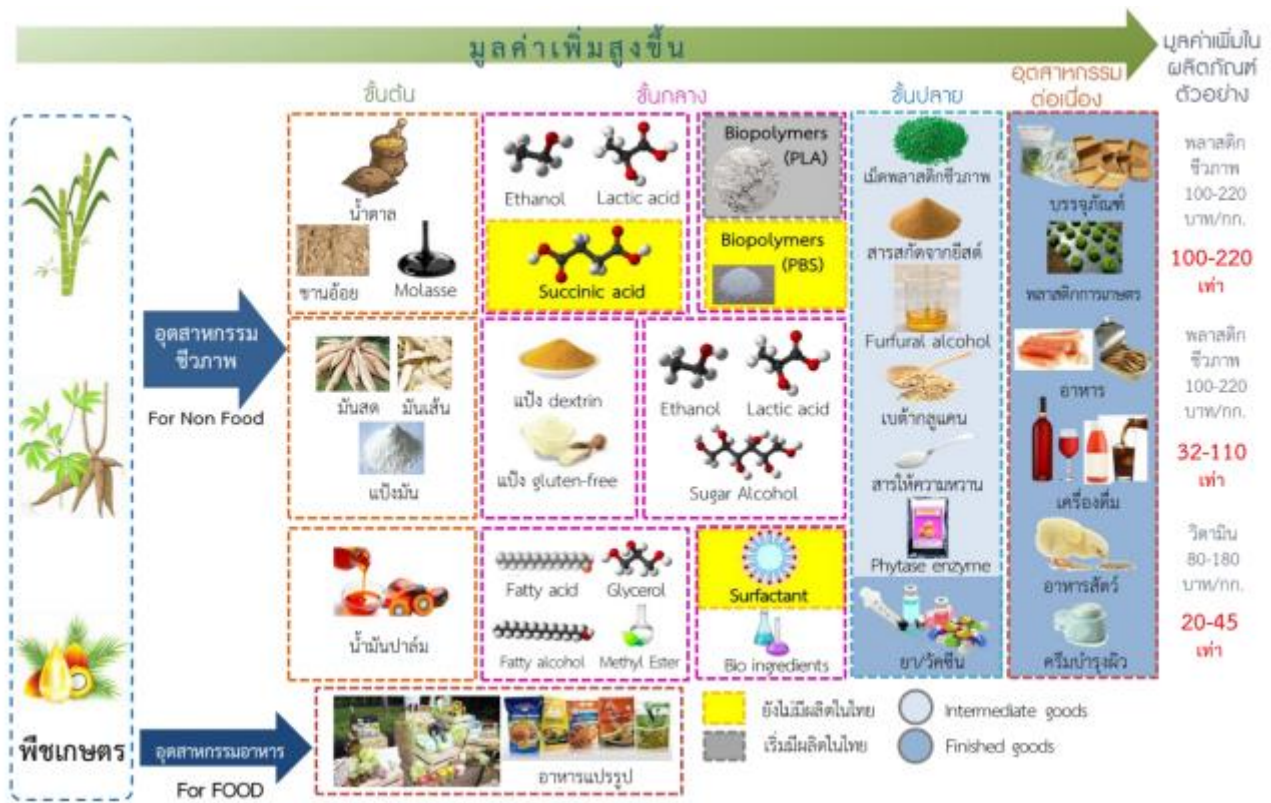 มูลค่าเพิ่มสูงขึ้น
มูลค่าเพิ่มใน
ผลิตภัณฑ์
ตัวอย่าง
ชั้นต้น
ชั้นกลาง
ชั้นปลาย
อุตสาหกรรม
ต่อเนื่อง
น้ำตาล
ชานอ้อย
Molasse
Ethanol
Lactic acid
Succinic acid
Biopolymers
(PLA)
Biopolymers
(PBS)
เม็ดพลาสติกชีวภาพ
สารสกัดจากยีสต์
Furfural alcohol
เบต้ากลูแคน
สารให้ความหวาน
Phytase enzyme
ยา/วัคซีน
บรรจุภัณฑ์
พลาสติกการเกษตร
อาหาร
เครื่องดื่ม
อาหารสัตว์
ครีมบำรุงผิว
พลาสติก
ชีวภาพ
100-220
บาท/กก.
100-220
เท่า
พลาสติก
ชีวภาพ
100-220
บาท/กก.
32-110
เท่า
วิตามิน
80-180
บาท/กก.
20-45
เท่า
อุตสาหกรรม
ชีวภาพ
For Non Food
มันสด
มันเส้น
แป้งมัน
แป้ง dextrin
แป้ง gluten-free
Ethanol
Lactic acid
Sugar Alcohol
น้ำมันปาล์ม
Fatty acid
Glycerol
Fatty alcohol
Methyl Ester
Surfactant
Bio ingredients
พืชเกษตร
อุตสาหกรรมอาหาร
For FOOD
อาหารแปรรูป
ยังไม่มีผลิตในไทย
เริ่มมีผลิตในไทย
Intermediate goods
Finished goods